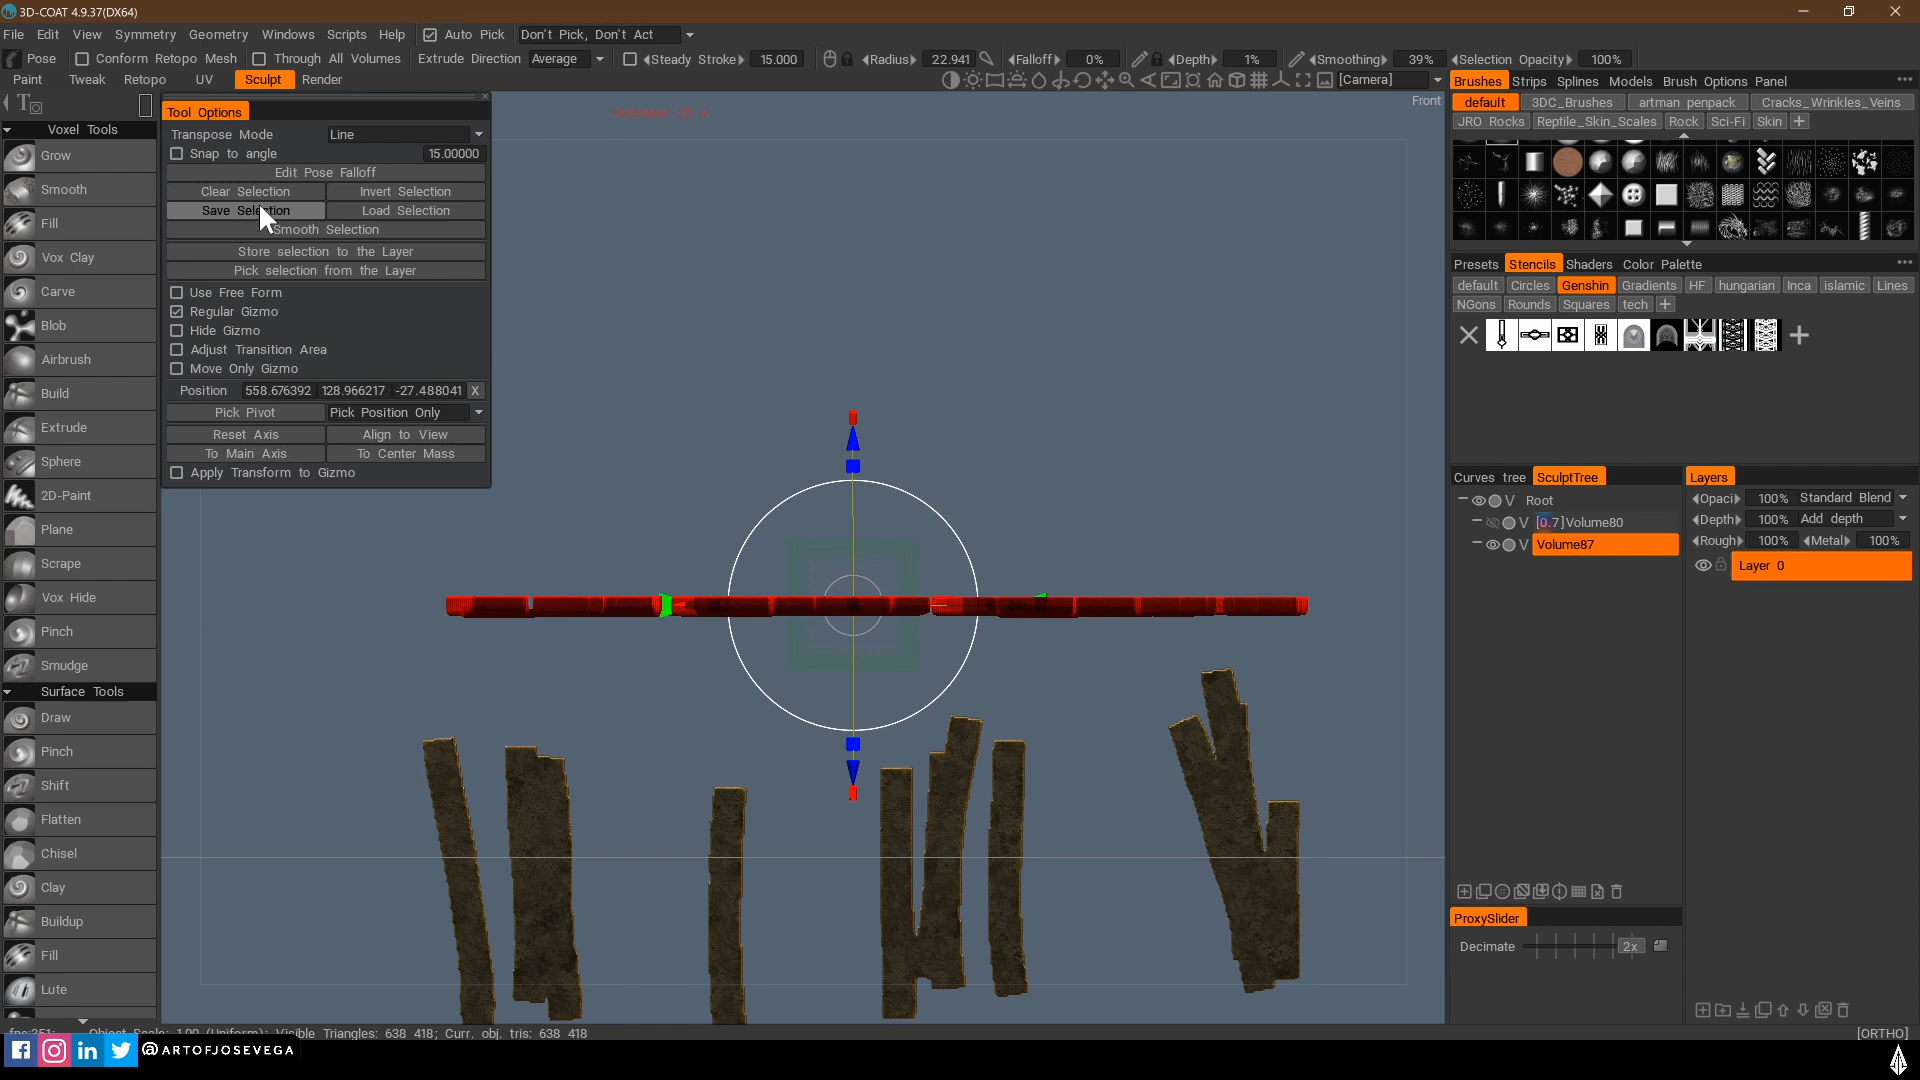 3D-COAT 4.9.37(DX64)
File Edit View Symmetry Geometry Windows Scripts Help Auto Pick Don't Pick, Don't Act
Pose Conform Retopo Mesh Through All Volumes Extrude Direction Average Steady Stroke 15.000 Radius 22.941 Falloff 0% Depth 1% Smoothing 39% Selection Opacity 100%
Paint Tweak Retopo UV Sculpt Render [Camera]
Front
Tool Options
Transpose Mode Line
Snap to angle 15.00000
Edit Pose Falloff
Clear Selection Invert Selection
Save Selection Load Selection
Smooth Selection
Store selection to the Layer
Pick selection from the Layer
Use Free Form
Regular Gizmo
Hide Gizmo
Adjust Transition Area
Move Only Gizmo
Position 558.676392 128.966217 -27.488041 X
Pick Pivot Pick Position Only
Reset Axis Align to View
To Main Axis To Center Mass
Apply Transform to Gizmo
Voxel Tools
Grow
Smooth
Fill
Vox Clay
Carve
Blob
Airbrush
Build
Extrude
Sphere
2D-Paint
Plane
Scrape
Vox Hide
Pinch
Smudge
Surface Tools
Draw
Pinch
Shift
Flatten
Chisel
Clay
Buildup
Fill
Lute
Brushes Strips Splines Models Brush Options Panel
default 3DC_Brushes artman penpack Cracks_Wrinkles_Veins
JRO Rocks Reptile_Skin_Scales Rock Sci-Fi Skin
Presets Stencils Shaders Color Palette
default Circles Genshin Gradients HF hungarian Inca islamic Lines
NGons Rounds Squares tech
Curves tree SculptTree
Root
V [0.7]Volume80
V Volume87
Layers
Opaci 100% Standard Blend
Depth 100% Add depth
Rough 100% Metal 100%
Layer 0
ProxySlider
Decimate 2x
Object Scale: 1.00 (Uniform); Visible Triangles: 638 418; Curr. obj. tris: 638 418
[ORTHO]
@ARTOFJOSEVEGA